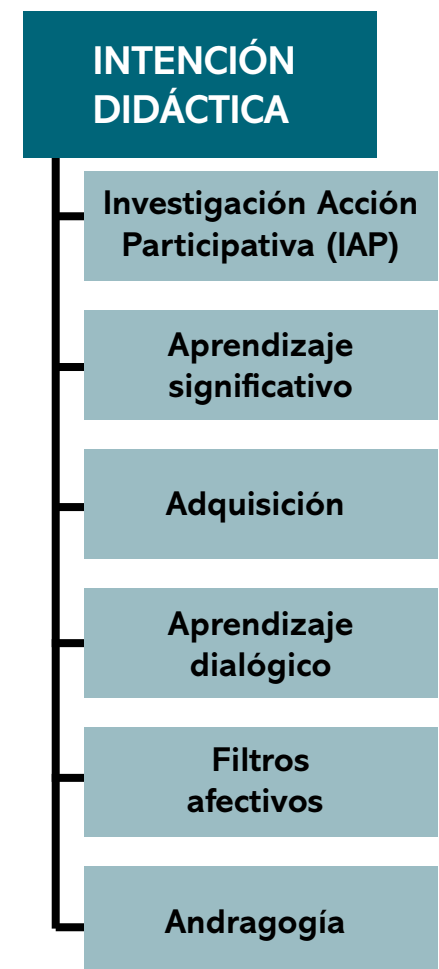 INTENCIÓN
DIDÁCTICA
Investigación Acción
Participativa (IAP)
Aprendizaje
significativo
Adquisición
Aprendizaje
dialógico
Filtros
afectivos
Andragogía